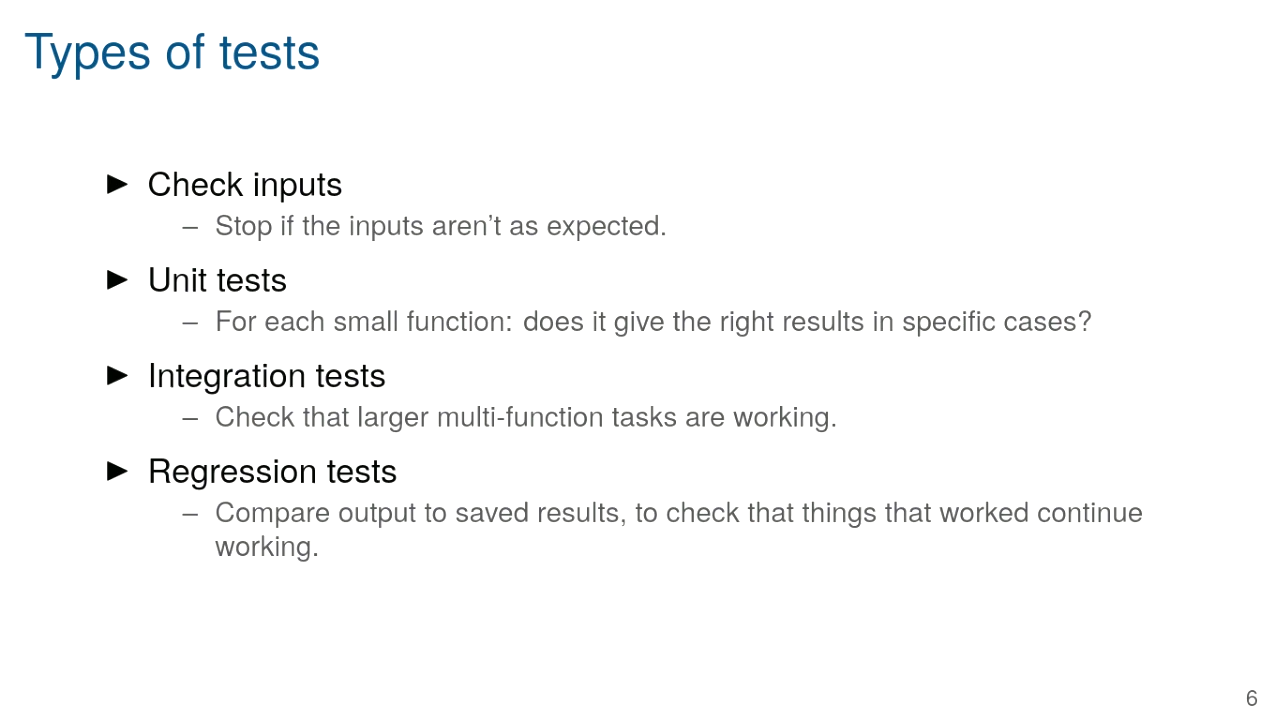 Types of tests
▶ Check inputs
– Stop if the inputs aren’t as expected.
▶ Unit tests
– For each small function: does it give the right results in specific cases?
▶ Integration tests
– Check that larger multi-function tasks are working.
▶ Regression tests
– Compare output to saved results, to check that things that worked continue
working.
6